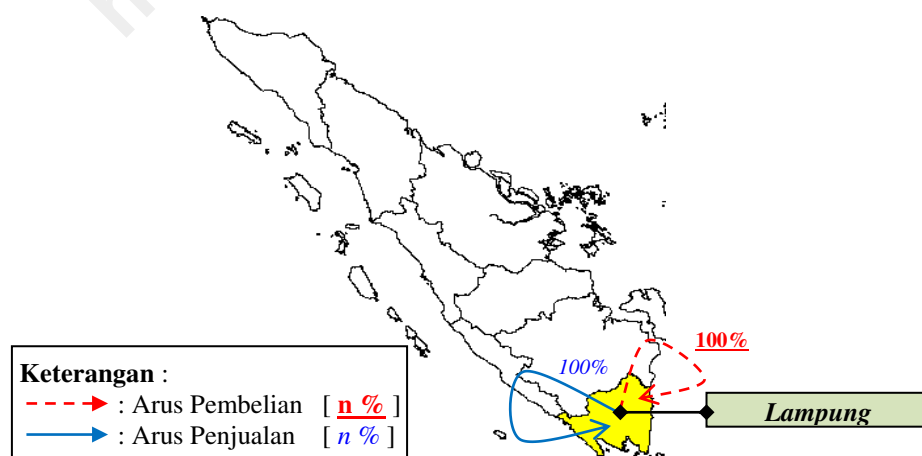 100%
100%
Keterangan :
: Arus Pembelian [ n % ]
: Arus Penjualan [ n % ]
Lampung